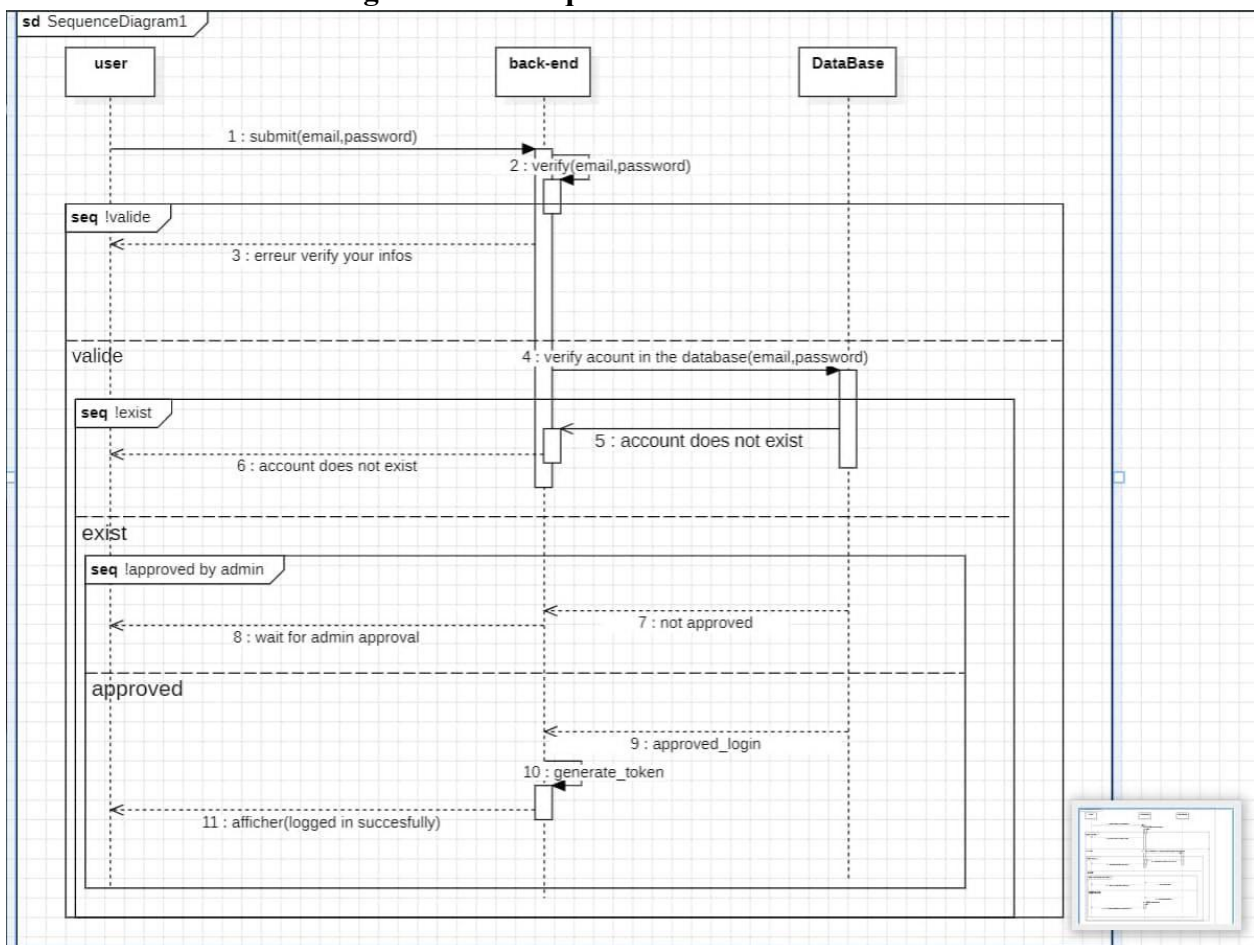 sd SequenceDiagram1
user
back-end
DataBase
1 : submit(email,password)
2 : verify(email,password)
seq !valide
3 : erreur verify your infos
valide
4 : verify acount in the database(email,password)
seq !exist
5 : account does not exist
6 : account does not exist
exist
seq !approved by admin
7 : not approved
8 : wait for admin approval
approved
9 : approved_login
10 : generate_token
11 : afficher(logged in succesfully)